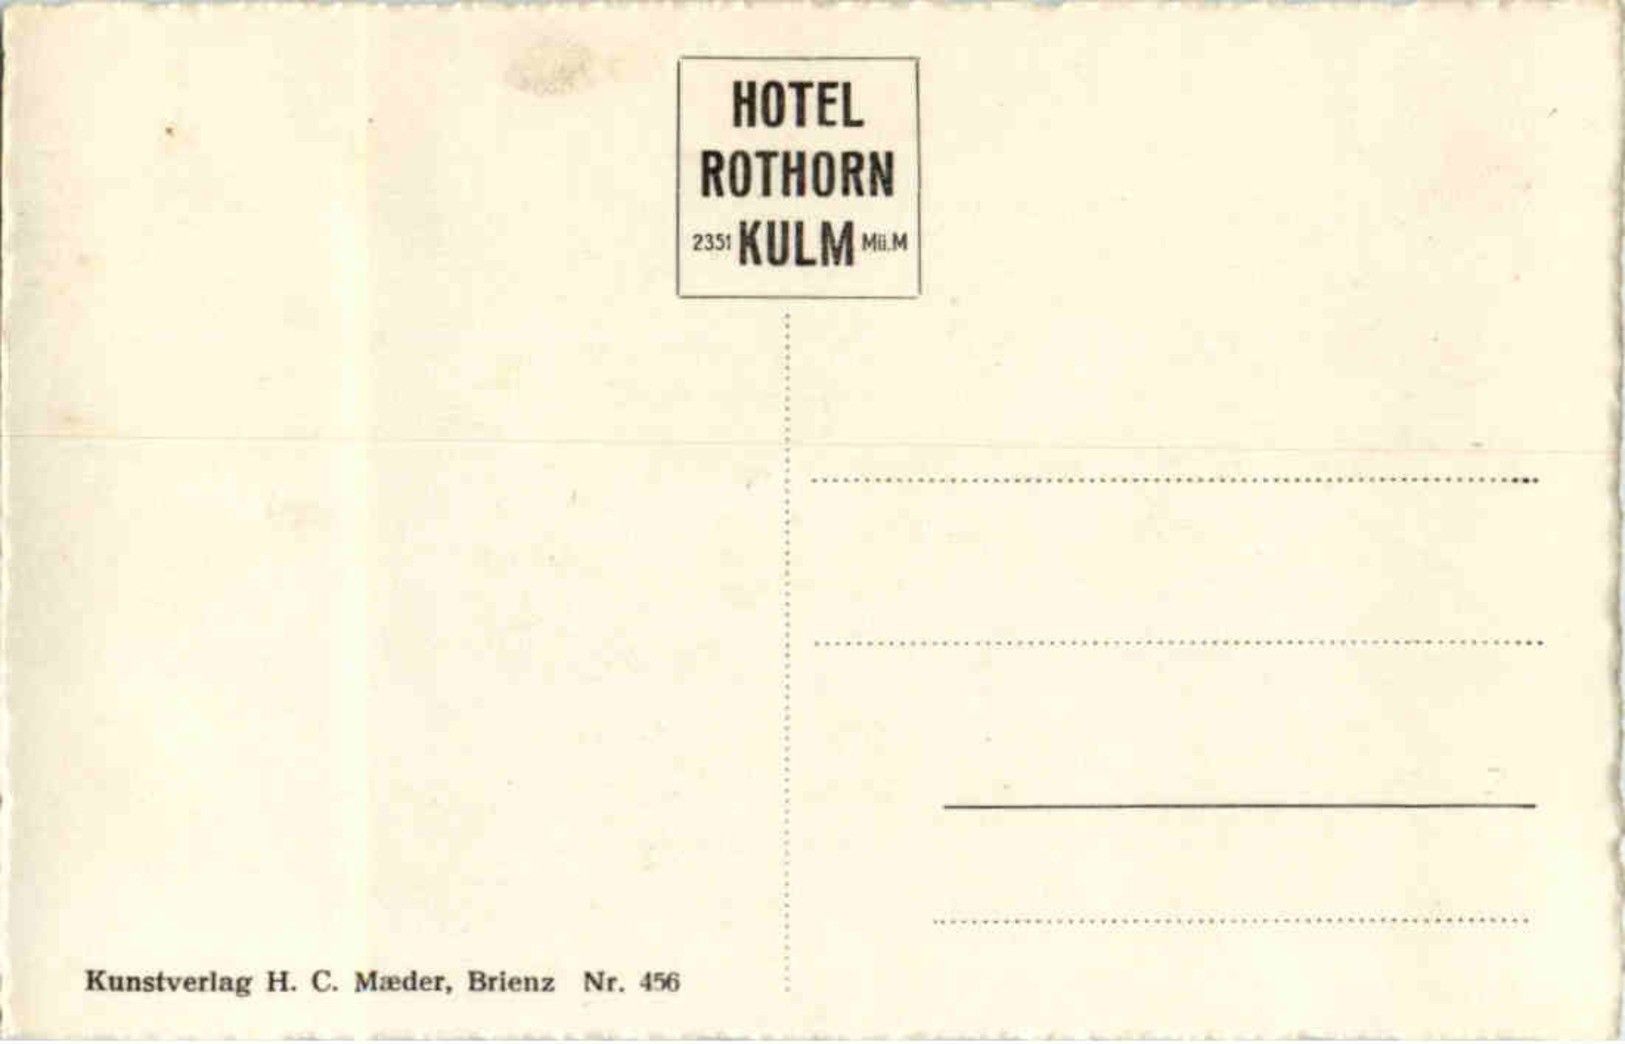 HOTEL
ROTHORN
2351 KULM Mü.M
Kunstverlag H. C. Mæder, Brienz Nr. 456